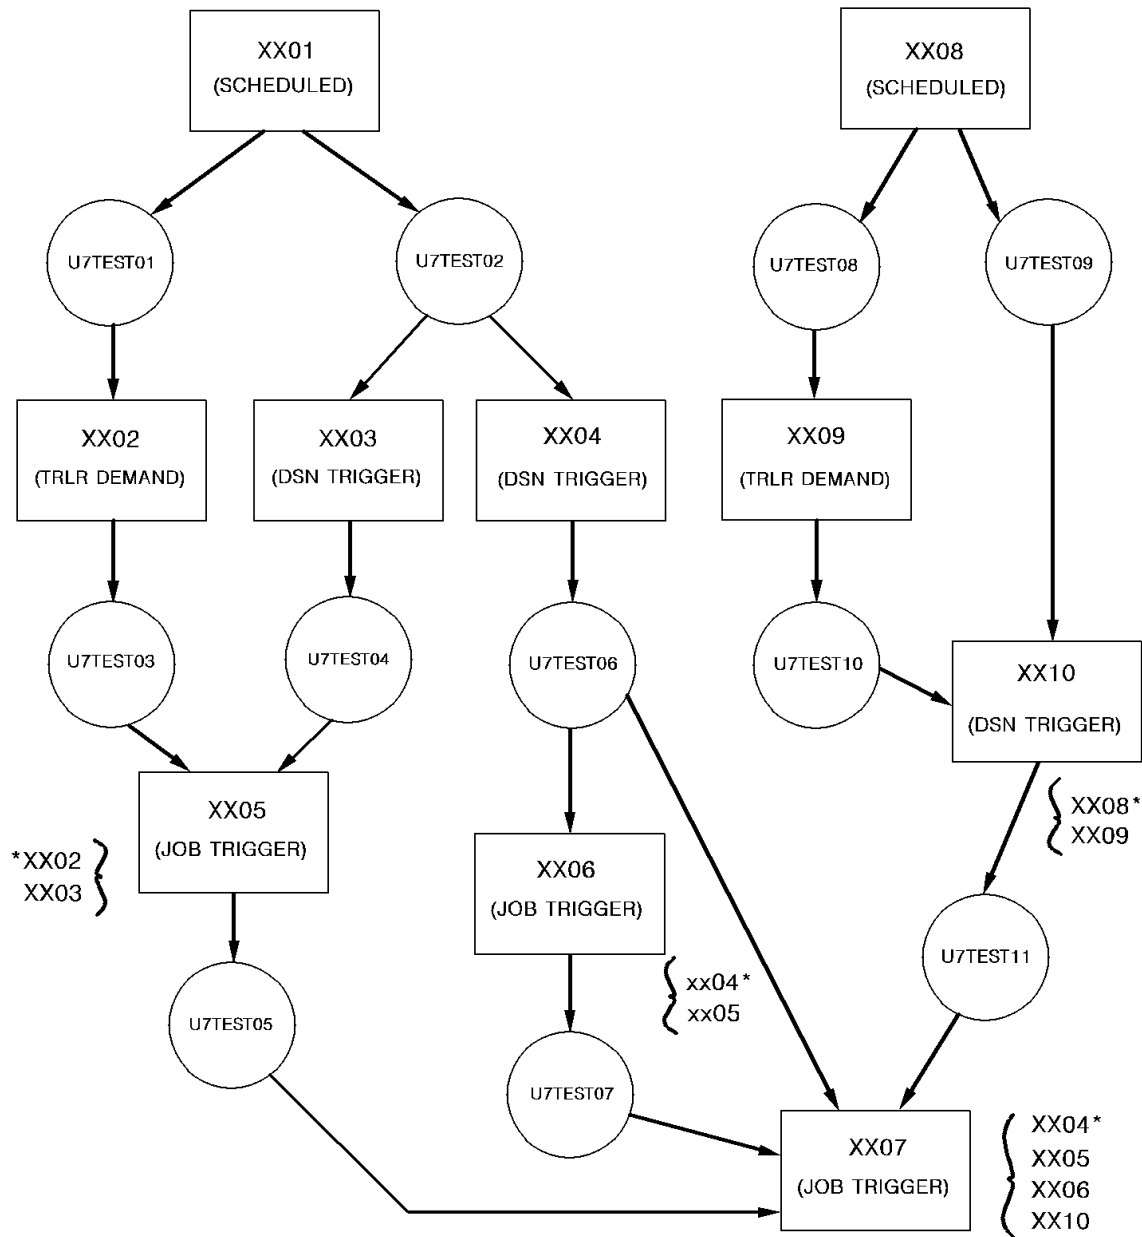 XX01
(SCHEDULED)
XX08
(SCHEDULED)
U7TEST01
U7TEST02
U7TEST08
U7TEST09
XX02
(TRLR DEMAND)
XX03
(DSN TRIGGER)
XX04
(DSN TRIGGER)
XX09
(TRLR DEMAND)
U7TEST03
U7TEST04
U7TEST06
U7TEST10
XX10
(DSN TRIGGER)
XX05
(JOB TRIGGER)
*XX02
XX03
XX08*
XX09
XX06
(JOB TRIGGER)
xx04*
xx05
U7TEST11
U7TEST05
U7TEST07
XX07
(JOB TRIGGER)
XX04*
XX05
XX06
XX10